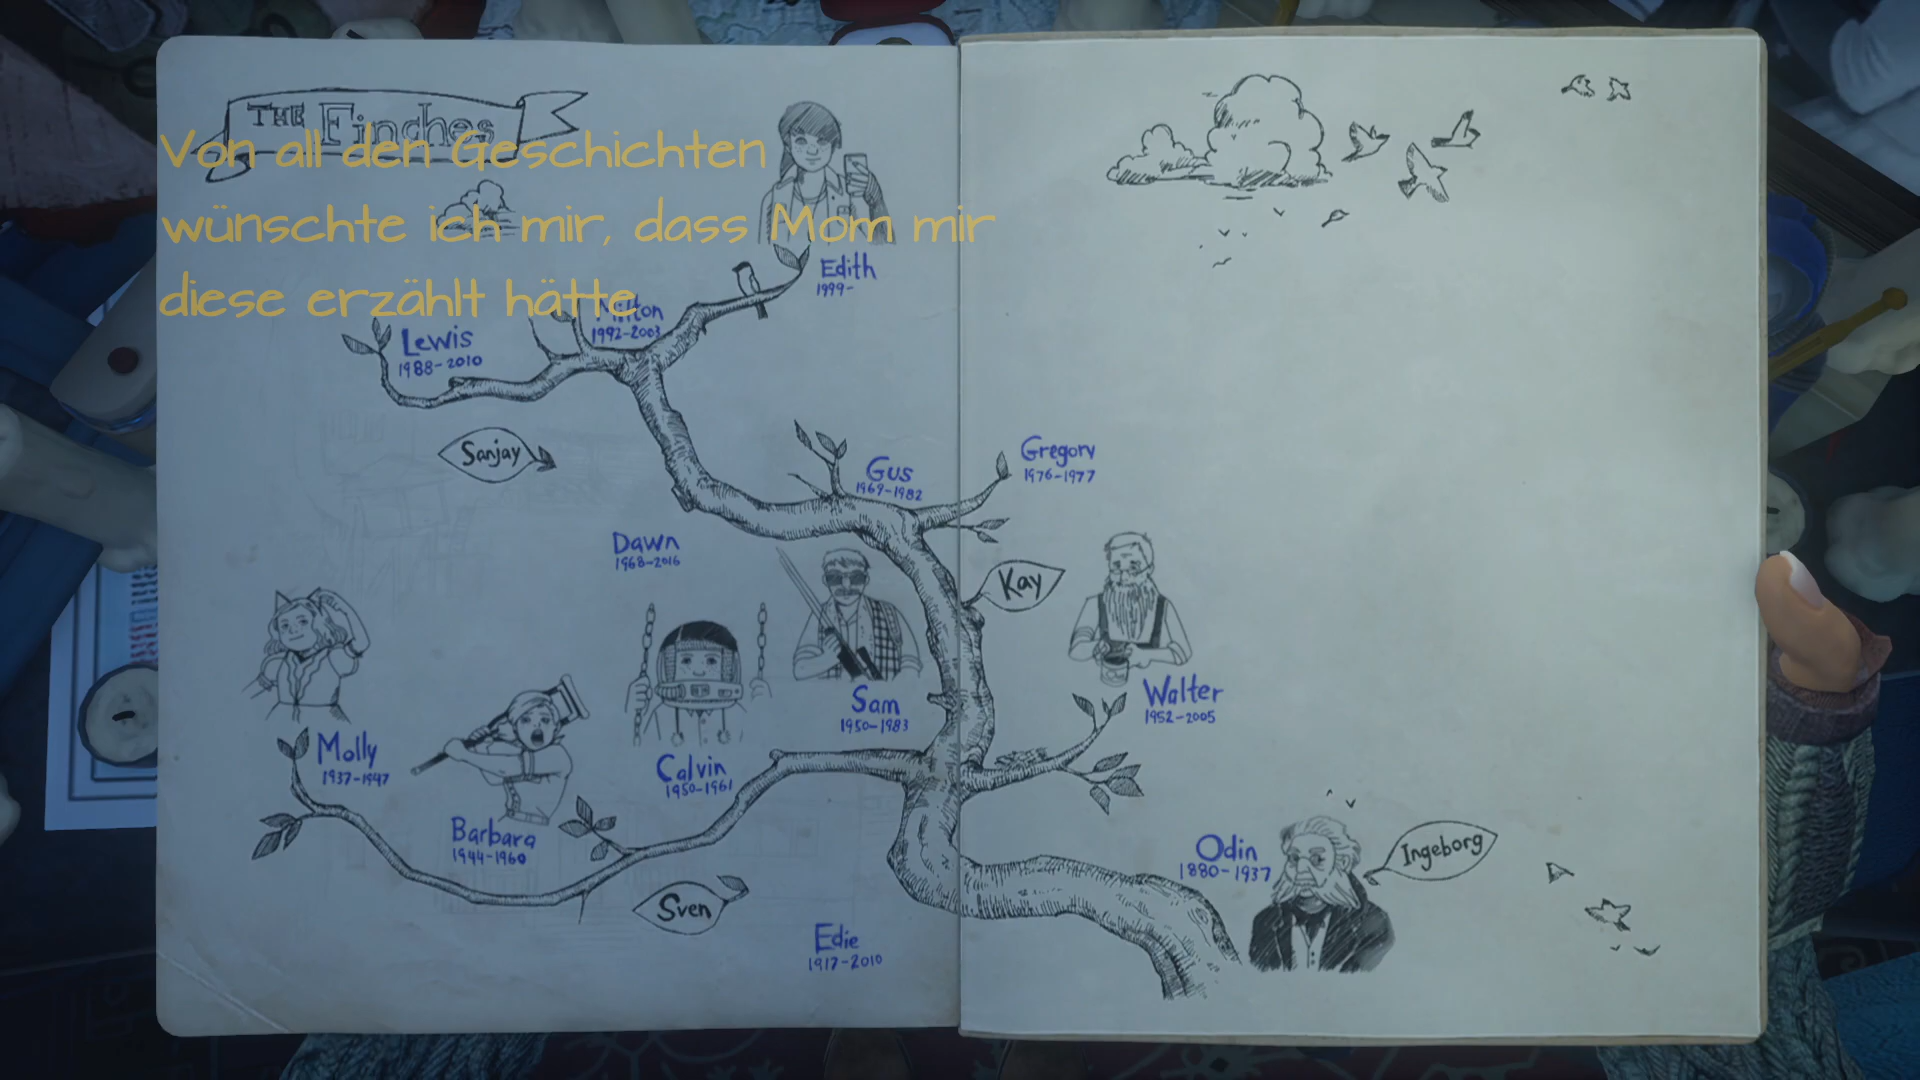 THE Finches
Von all den Geschichten
wünschte ich mir, dass Mom mir
diese erzählt hätte
Edith
1999-
Milton
1992-2003
Lewis
1988-2010
Sanjay
Gus
1969-1982
Gregory
1976-1977
Dawn
1968-2016
Kay
Sam
1950-1983
Walter
1952-2005
Molly
1937-1947
Calvin
1950-1961
Barbara
1944-1960
Sven
Odin
1880-1937
Ingeborg
Edie
1917-2010